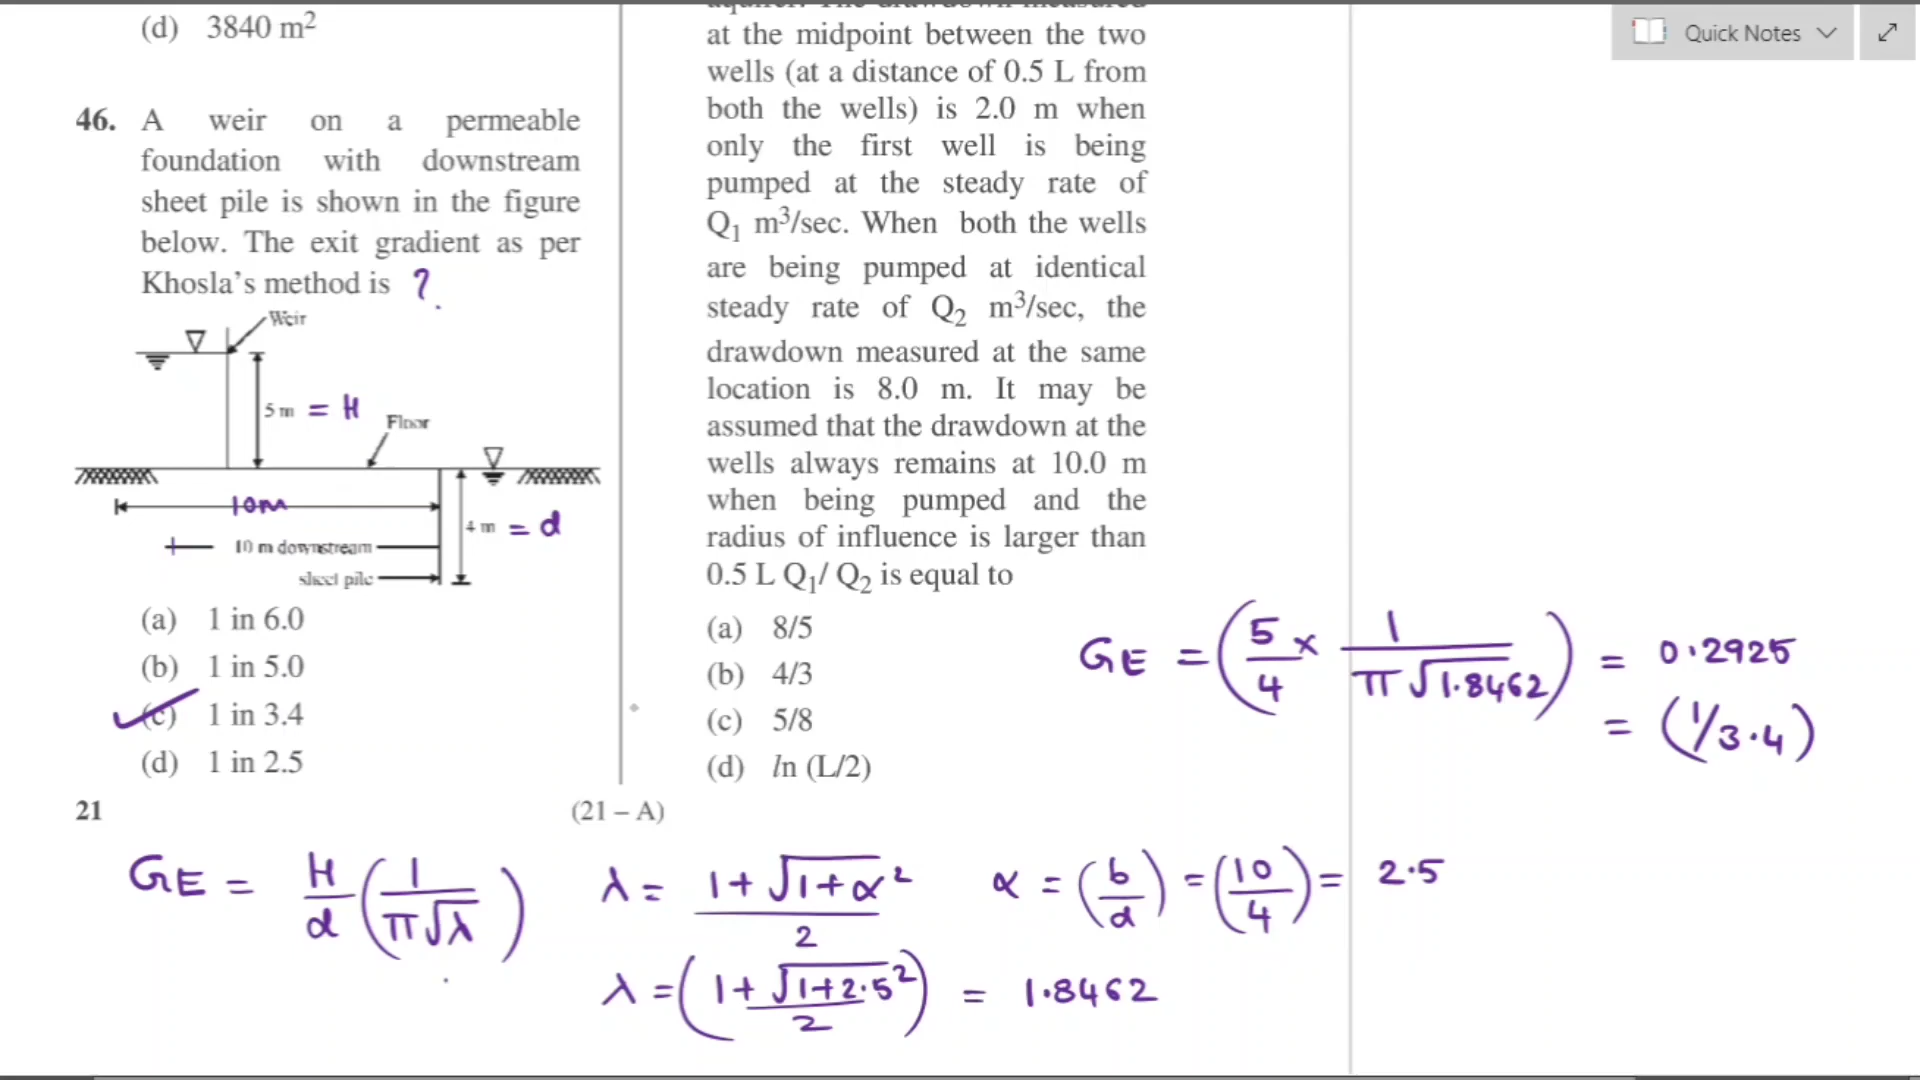 (d) 3840 m²
46. A weir on a permeable
foundation with downstream
sheet pile is shown in the figure
below. The exit gradient as per
Khosla's method is ?
Weir
5 m = H
Floor
10m
4 m = d
10 m downstream
sheet pile
(a) 1 in 6.0
(b) 1 in 5.0
(c) 1 in 3.4
(d) 1 in 2.5
21
(21 – A)
at the midpoint between the two
wells (at a distance of 0.5 L from
both the wells) is 2.0 m when
only the first well is being
pumped at the steady rate of
Q₁ m³/sec. When both the wells
are being pumped at identical
steady rate of Q₂ m³/sec, the
drawdown measured at the same
location is 8.0 m. It may be
assumed that the drawdown at the
wells always remains at 10.0 m
when being pumped and the
radius of influence is larger than
0.5 L Q₁/ Q₂ is equal to
(a) 8/5
(b) 4/3
(c) 5/8
(d) ln (L/2)
Quick Notes
GE = (5/4 × 1/π√1.8462) = 0.2925
= (1/3.4)
GE = H/d (1/π√λ)
λ = 1+√1+α²/2
α = (b/d) = (10/4) = 2.5
λ = (1+√1+2.5²/2) = 1.8462